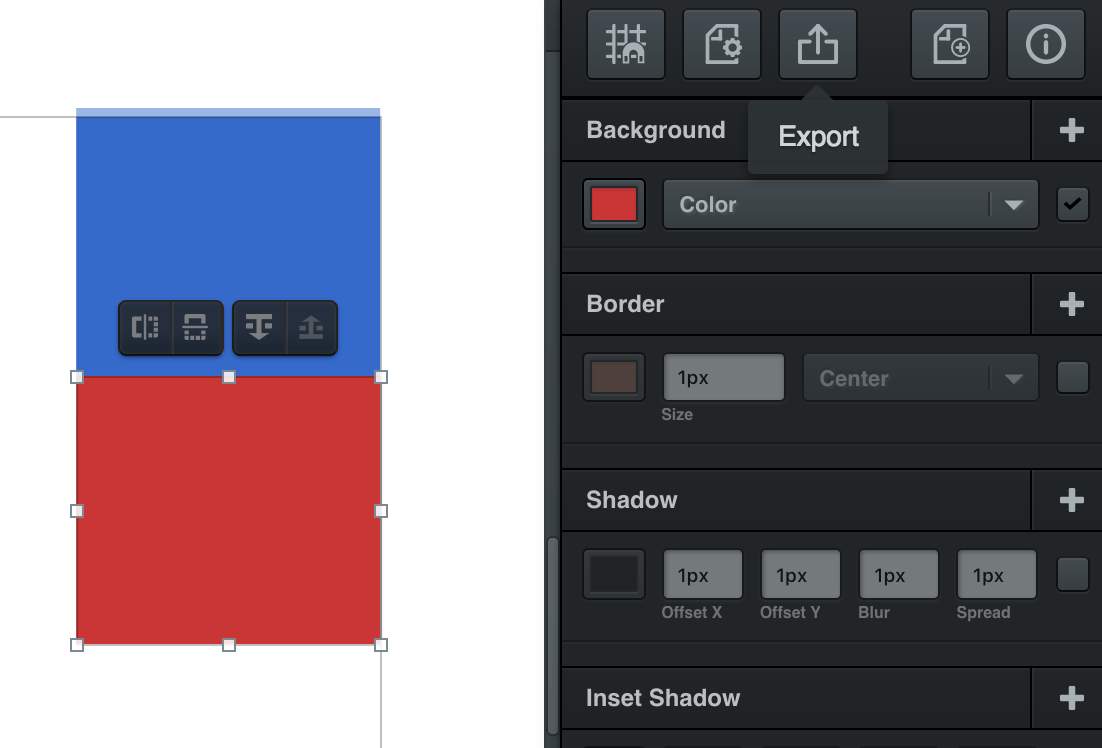 Background
Export
Color
Border
1px
Center
Size
Shadow
1px 1px 1px 1px
Offset X Offset Y Blur Spread
Inset Shadow